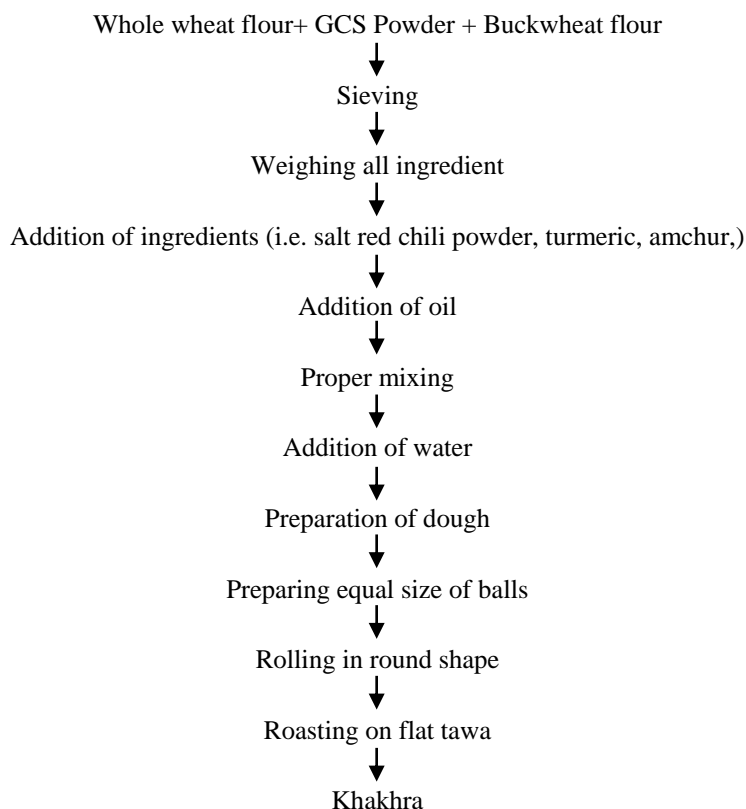 Whole wheat flour+ GCS Powder + Buckwheat flour
Sieving
Weighing all ingredient
Addition of ingredients (i.e. salt red chili powder, turmeric, amchur,)
Addition of oil
Proper mixing
Addition of water
Preparation of dough
Preparing equal size of balls
Rolling in round shape
Roasting on flat tawa
Khakhra